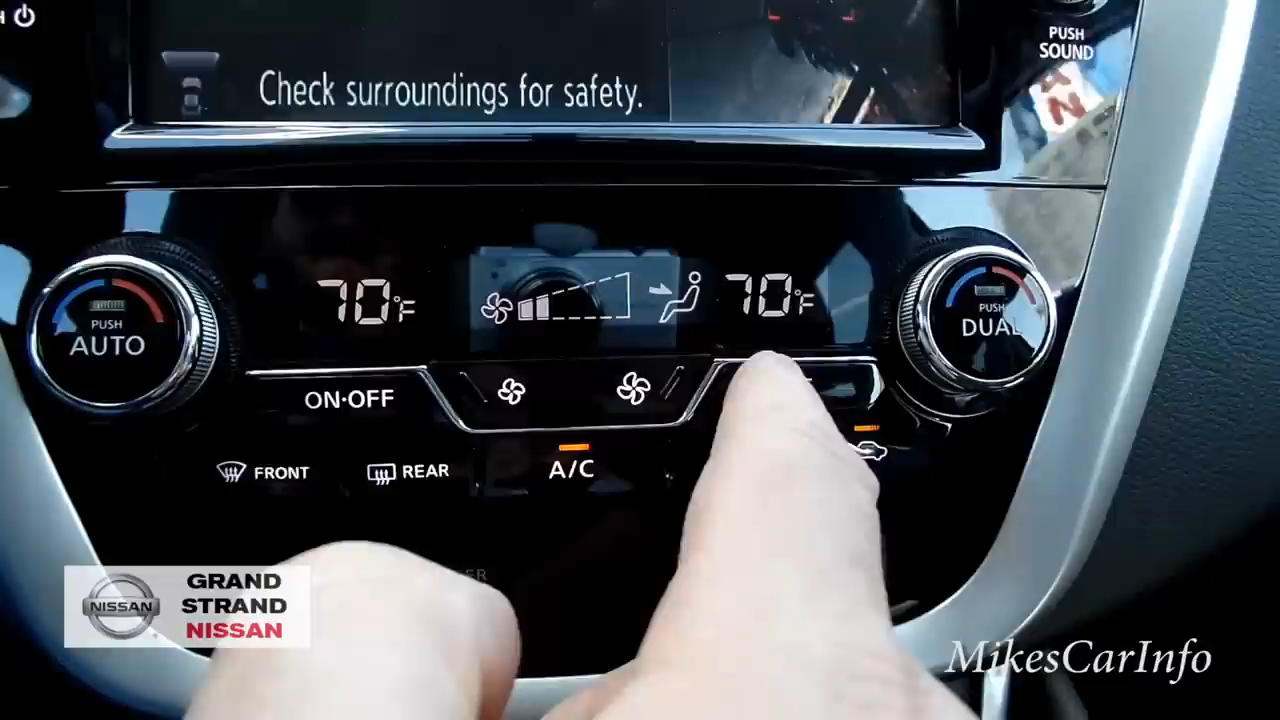 PUSH
SOUND
Check surroundings for safety.
70°F
70°F
PUSH
AUTO
PUSH
DUAL
ON·OFF
FRONT
REAR
A/C
NISSAN
GRAND
STRAND
NISSAN
MikesCarInfo